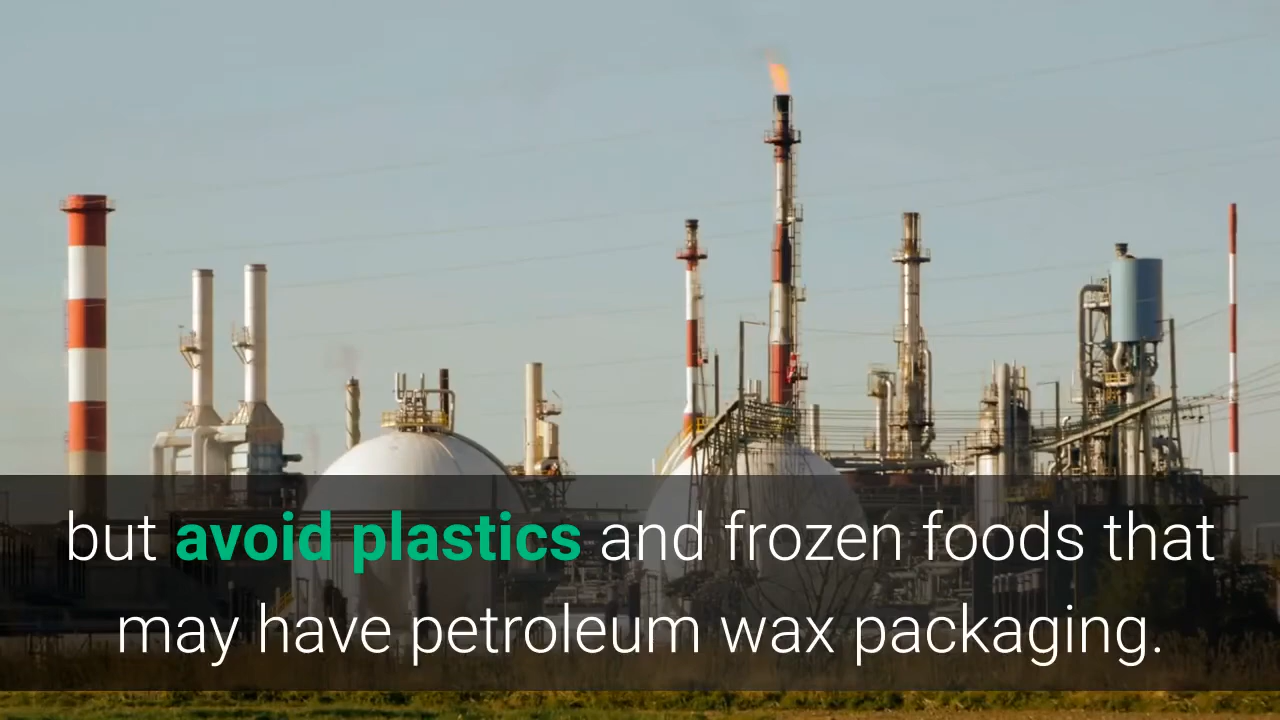 but avoid plastics and frozen foods that
may have petroleum wax packaging.